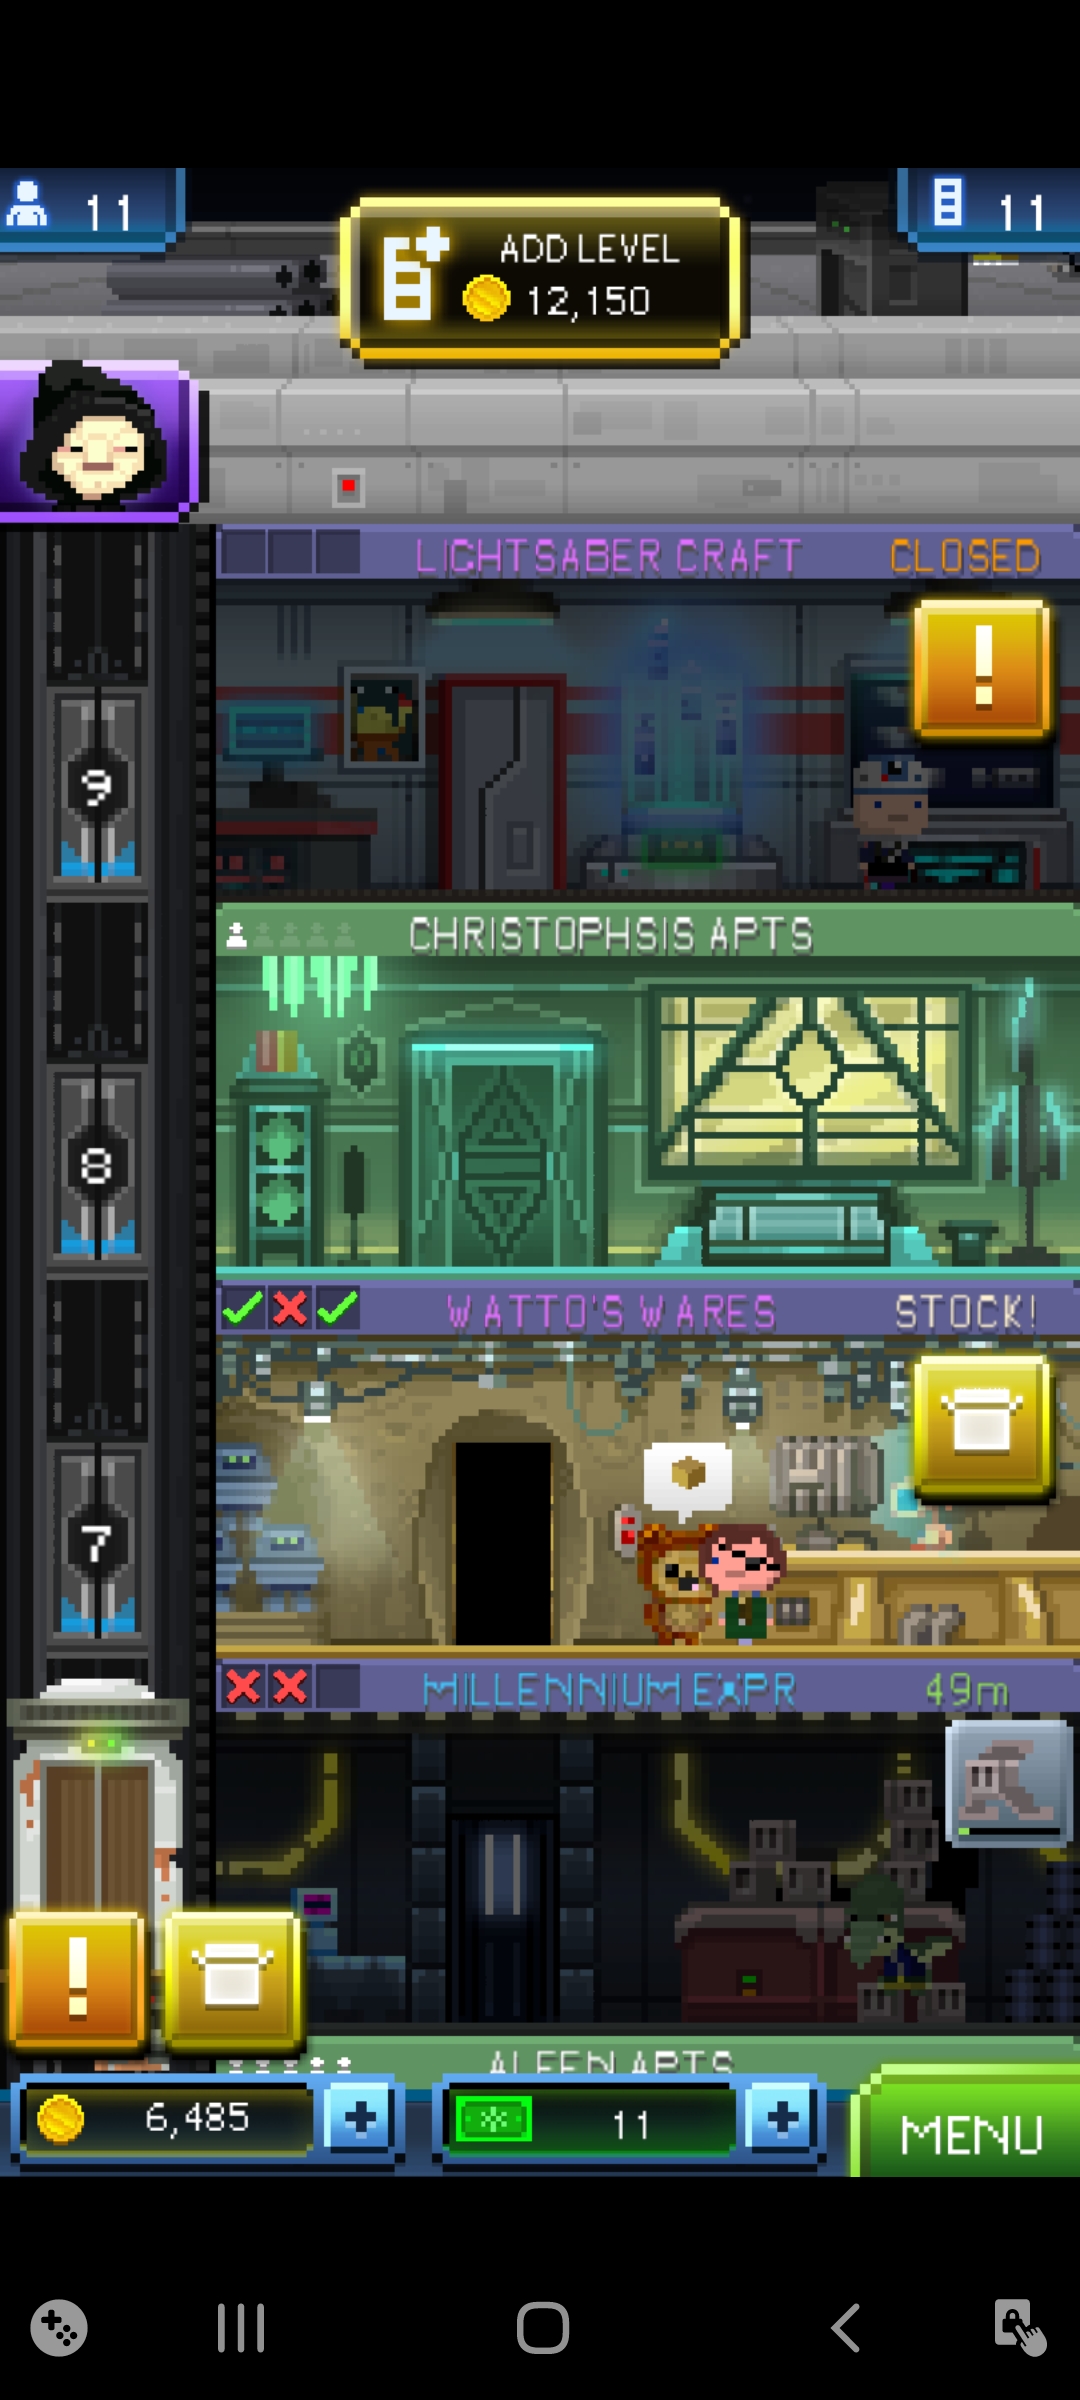 11
ADD LEVEL
12,150
11
LIGHTSABER CRAFT CLOSED
!
9
CHRISTOPHSIS APTS
8
WATTO'S WARES STOCK!
7
MILLENNIUM EXPR 49m
!
ALEEN APTS
6,485
11
MENU